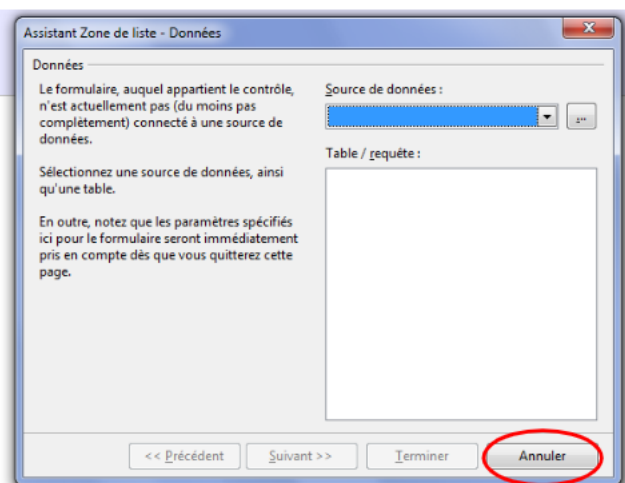 Assistant Zone de liste - Données
Données
Le formulaire, auquel appartient le contrôle,
n'est actuellement pas (du moins pas
complètement) connecté à une source de
données.
Sélectionnez une source de données, ainsi
qu'une table.
En outre, notez que les paramètres spécifiés
ici pour le formulaire seront immédiatement
pris en compte dès que vous quitterez cette
page.
Source de données :
...
Table / requête :
<< Précédent
Suivant >>
Terminer
Annuler